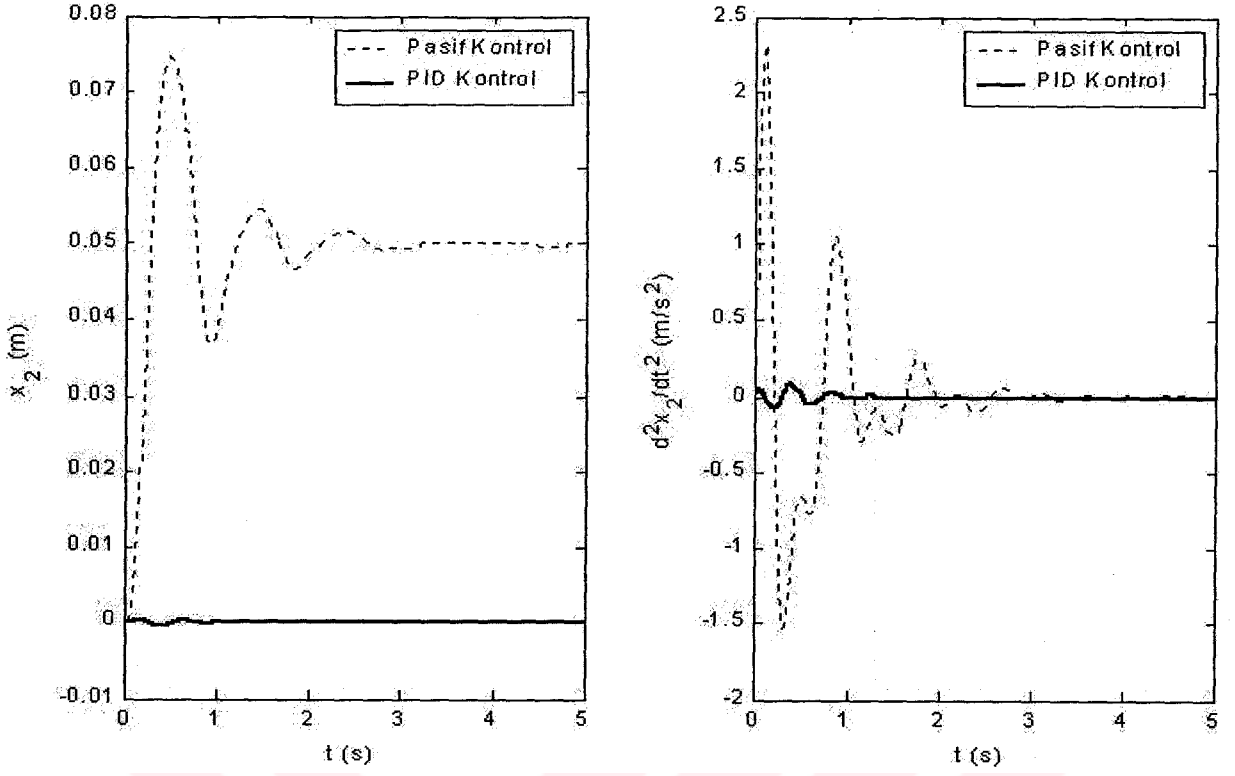 0.08
0.07
0.06
0.05
0.04
0.03
0.02
0.01
0
-0.01
x2 (m)
0 1 2 3 4 5
t (s)
Pasif Kontrol
PID Kontrol
2.5
2
1.5
1
0.5
0
-0.5
-1
-1.5
-2
d²x2/dt² (m/s²)
0 1 2 3 4 5
t (s)
Pasif Kontrol
PID Kontrol